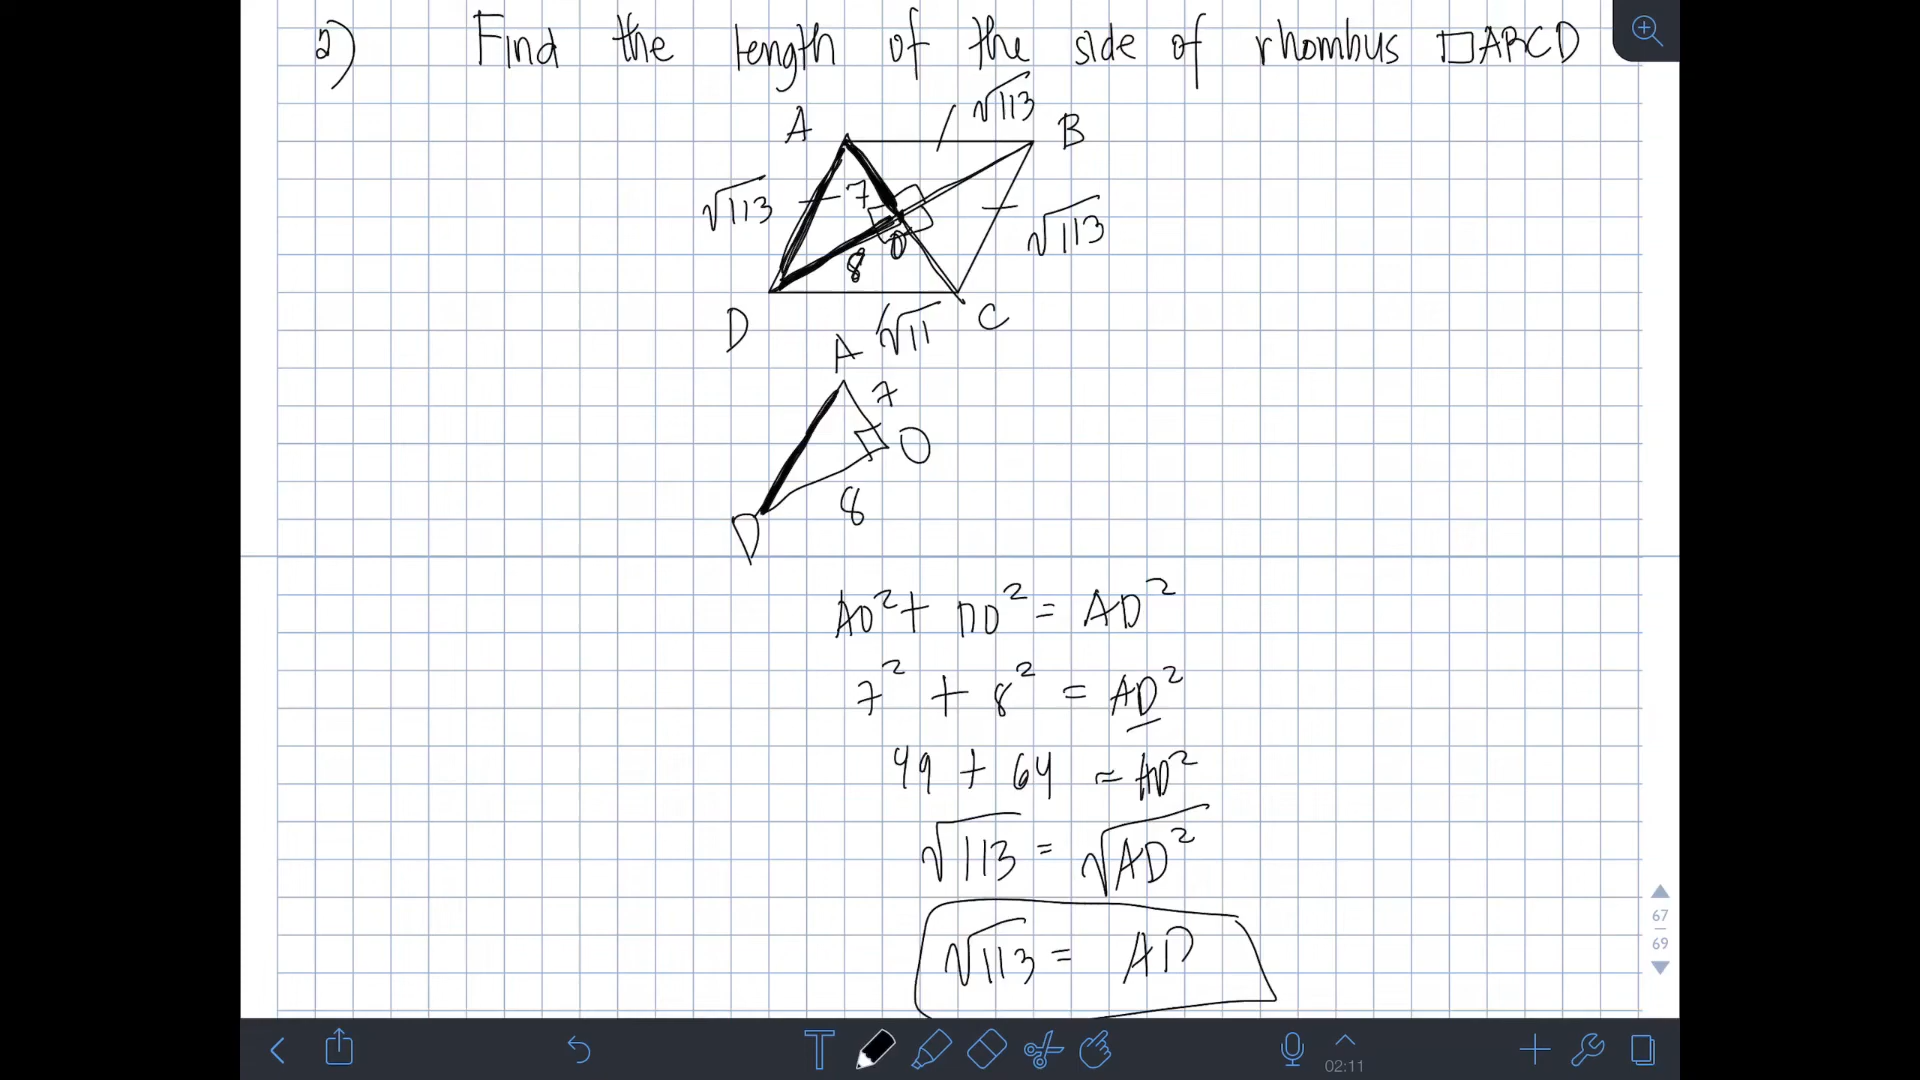 2) Find the length of the side of rhombus □ABCD
√113
A B
√113 7 √113
O
8
D √11 C
A
7
O
8
D
AO² + DO² = AD²
7² + 8² = AD²
49 + 64 = AD²
√113 = √AD²
√113 = AD
67
69
T
02:11